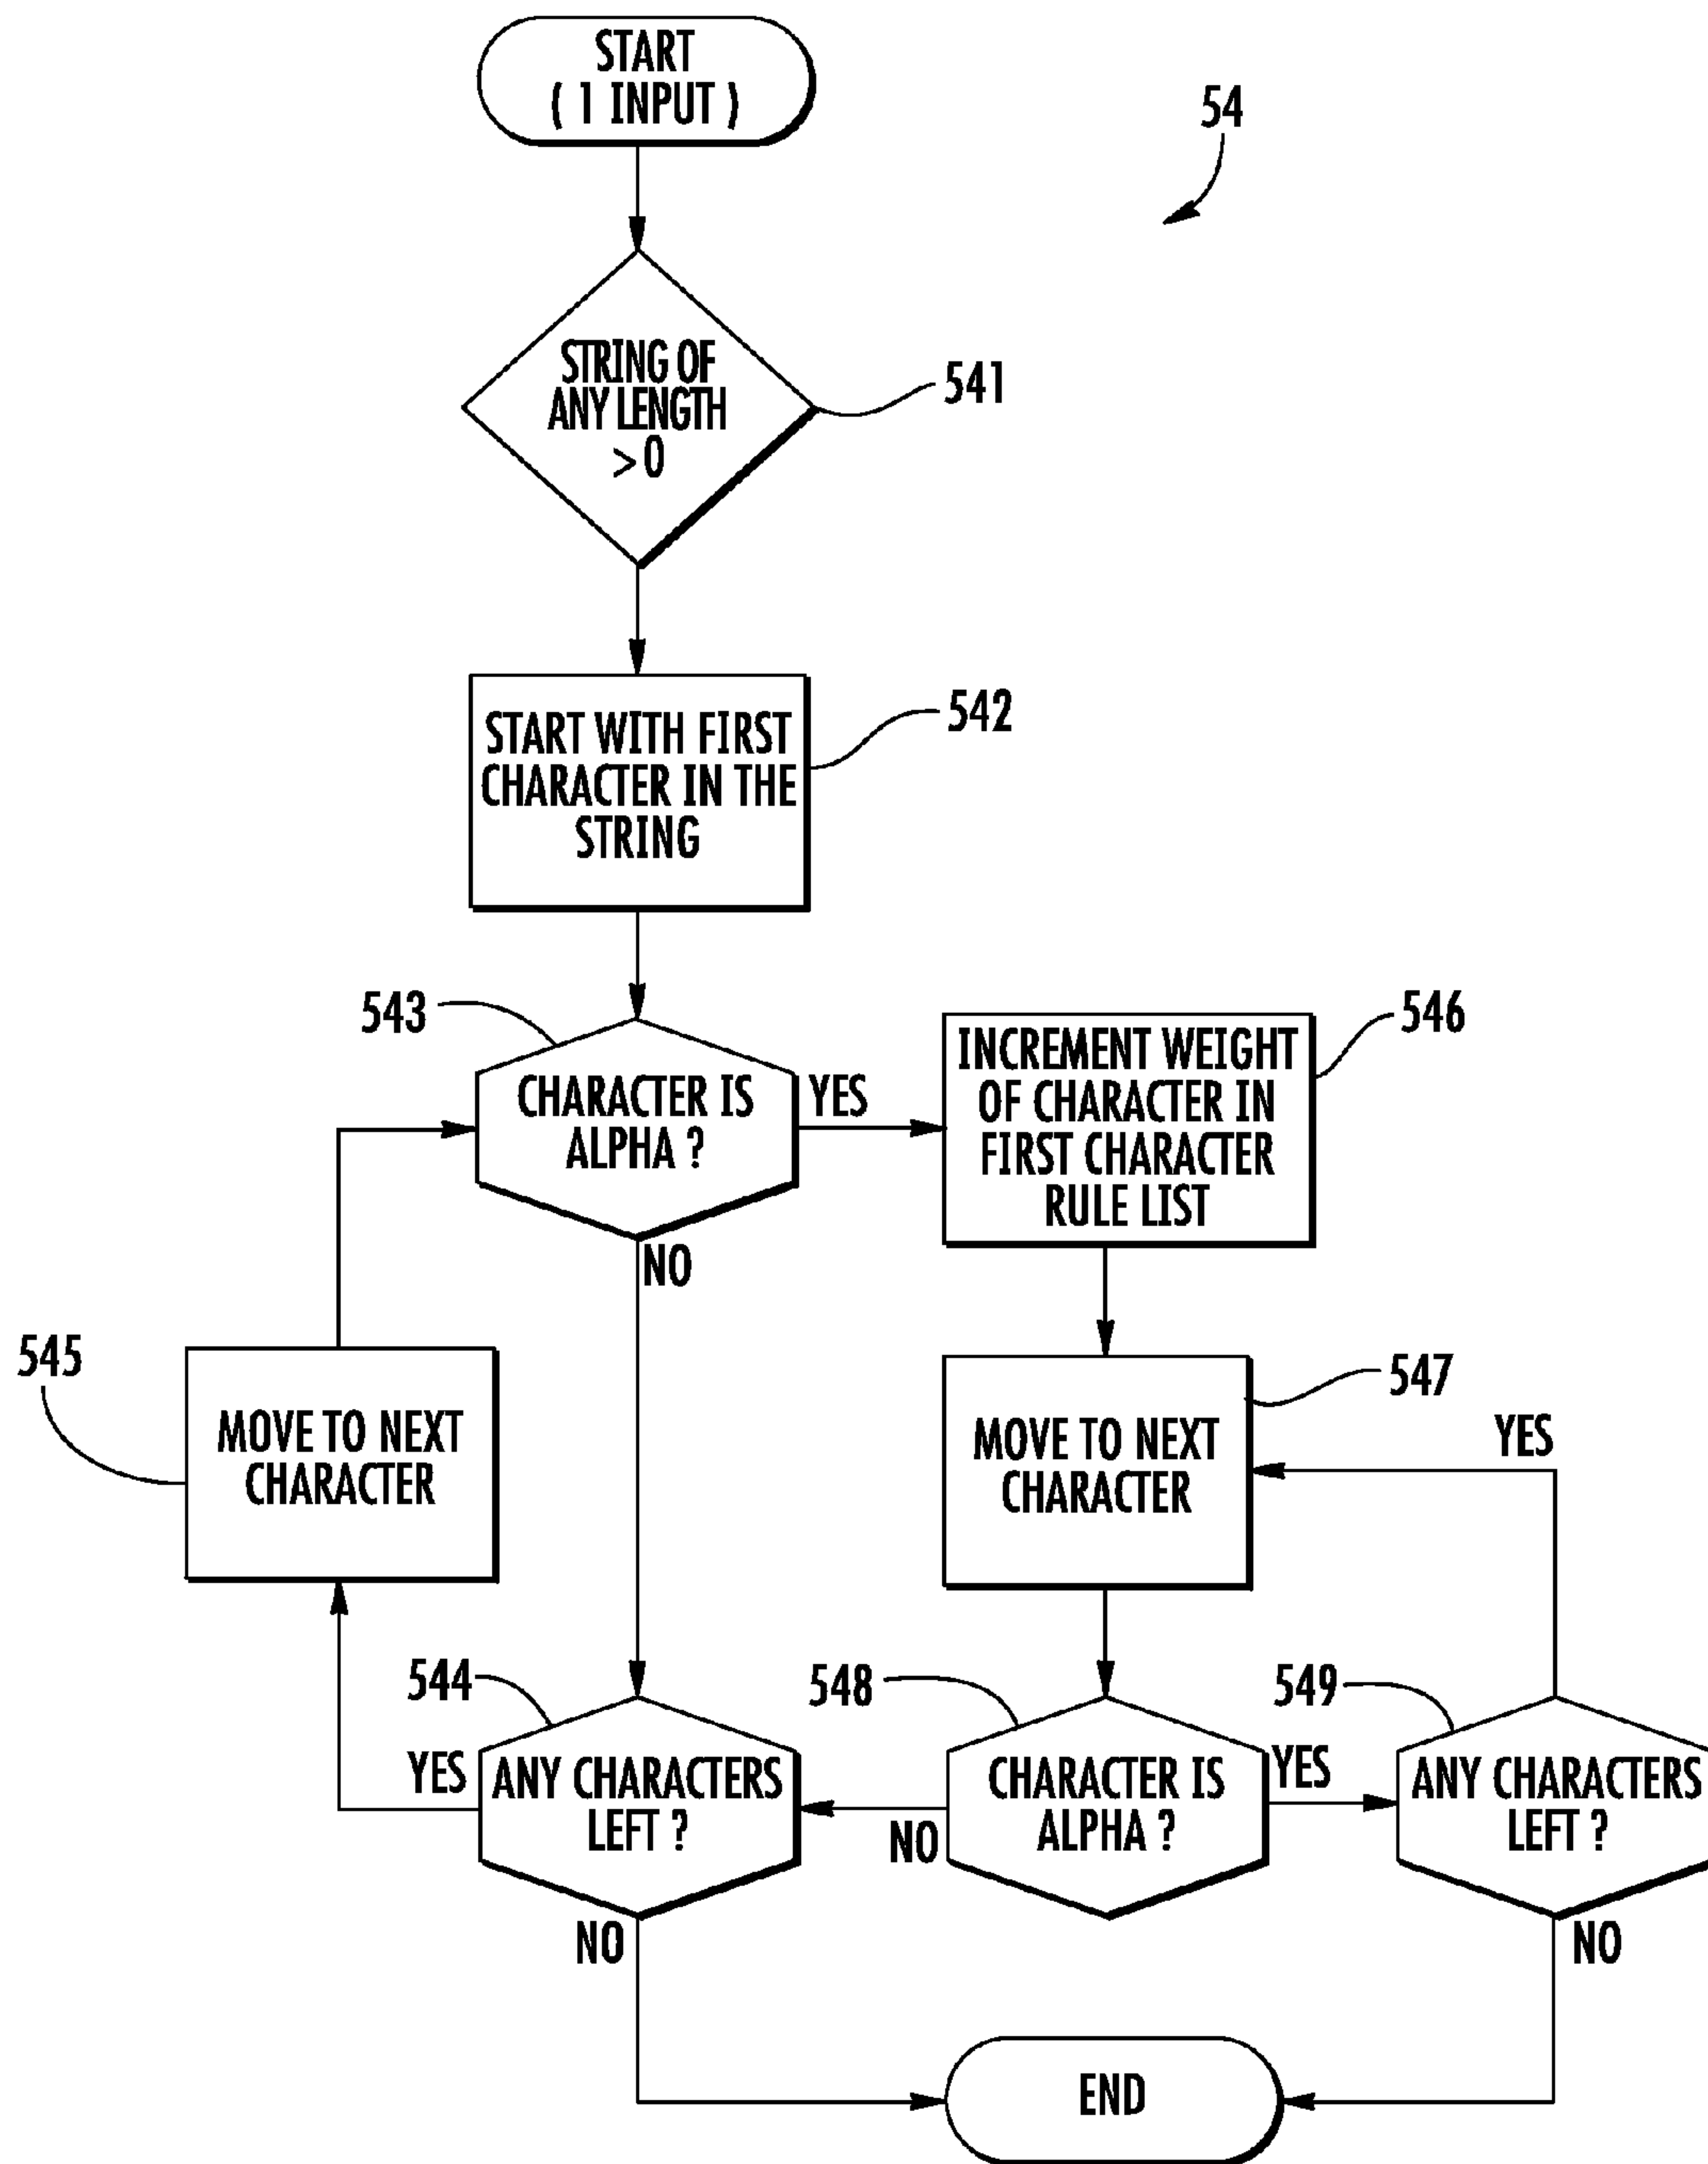 START
( 1 INPUT )
54
STRING OF
ANY LENGTH
> 0
541
START WITH FIRST
CHARACTER IN THE
STRING
542
543
CHARACTER IS
ALPHA ?
YES
NO
INCREMENT WEIGHT
OF CHARACTER IN
FIRST CHARACTER
RULE LIST
546
545
MOVE TO NEXT
CHARACTER
MOVE TO NEXT
CHARACTER
547
YES
544
YES
ANY CHARACTERS
LEFT ?
NO
548
CHARACTER IS
ALPHA ?
YES
NO
549
ANY CHARACTERS
LEFT ?
NO
END